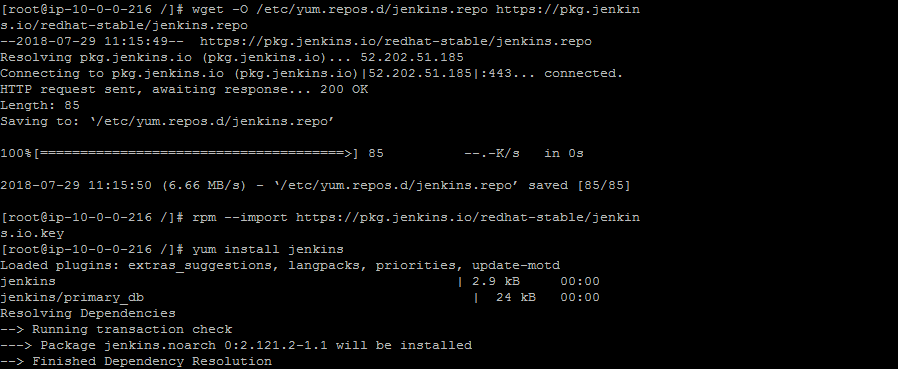 [root@ip-10-0-0-216 /]# wget -O /etc/yum.repos.d/jenkins.repo https://pkg.jenkin
s.io/redhat-stable/jenkins.repo
--2018-07-29 11:15:49--  https://pkg.jenkins.io/redhat-stable/jenkins.repo
Resolving pkg.jenkins.io (pkg.jenkins.io)... 52.202.51.185
Connecting to pkg.jenkins.io (pkg.jenkins.io)|52.202.51.185|:443... connected.
HTTP request sent, awaiting response... 200 OK
Length: 85
Saving to: ‘/etc/yum.repos.d/jenkins.repo’
100%[======================================>] 85          --.-K/s   in 0s
2018-07-29 11:15:50 (6.66 MB/s) - ‘/etc/yum.repos.d/jenkins.repo’ saved [85/85]
[root@ip-10-0-0-216 /]# rpm --import https://pkg.jenkins.io/redhat-stable/jenkin
s.io.key
[root@ip-10-0-0-216 /]# yum install jenkins
Loaded plugins: extras_suggestions, langpacks, priorities, update-motd
jenkins                                                  | 2.9 kB     00:00
jenkins/primary_db                                         |  24 kB   00:00
Resolving Dependencies
--> Running transaction check
---> Package jenkins.noarch 0:2.121.2-1.1 will be installed
--> Finished Dependency Resolution